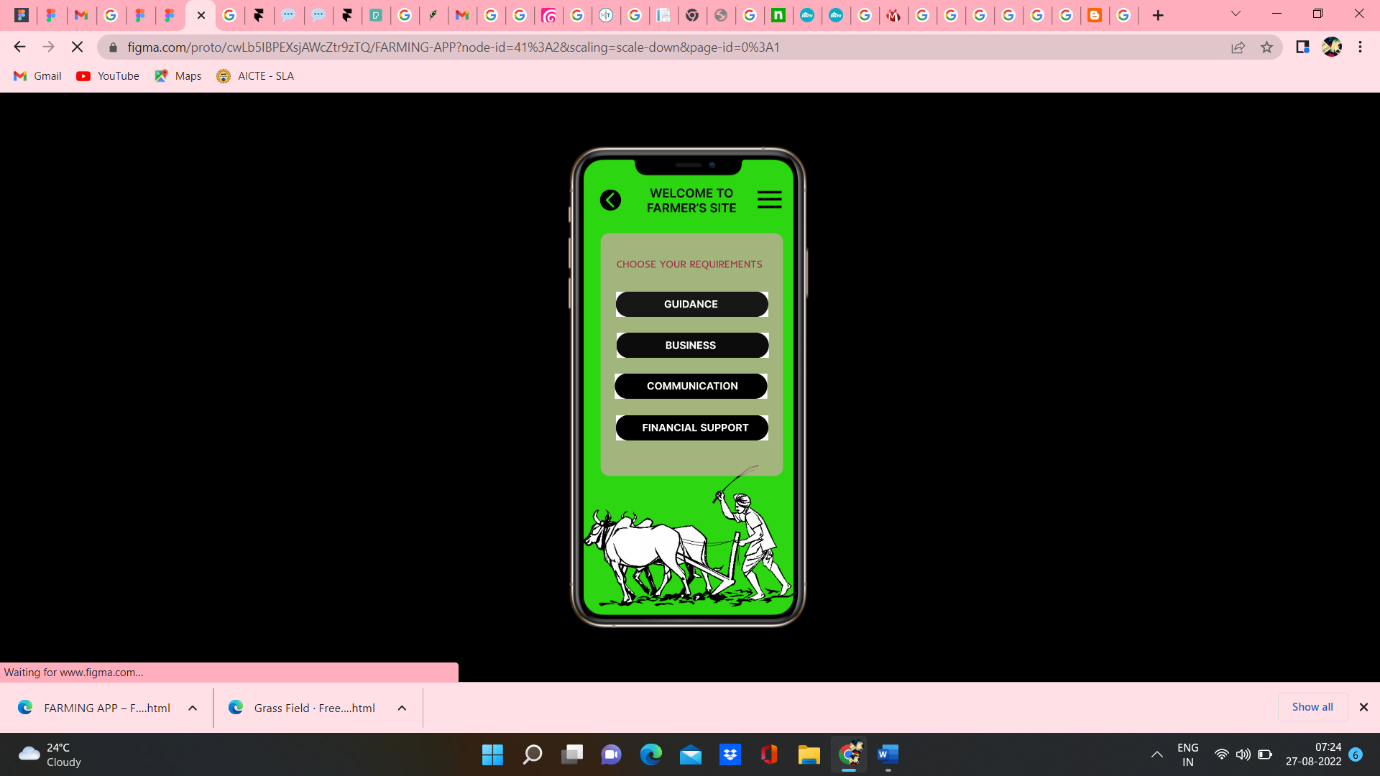 figma.com/proto/cwLb5IBPEXsjAWcZtr9zTQ/FARMING-APP?node-id=41%3A2&scaling=scale-down&page-id=0%3A1
Gmail YouTube Maps AICTE - SLA
WELCOME TO
FARMER'S SITE
CHOOSE YOUR REQUIREMENTS
GUIDANCE
BUSINESS
COMMUNICATION
FINANCIAL SUPPORT
Waiting for www.figma.com...
FARMING APP – F....html Grass Field · Free....html Show all
24°C
Cloudy
ENG
IN
07:24
27-08-2022
6